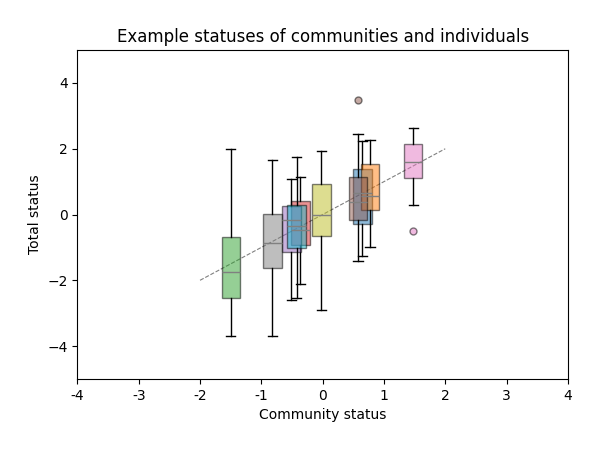 Example statuses of communities and individuals
4
2
0
−2
−4
Total status
-4 -3 -2 -1 0 1 2 3 4
Community status